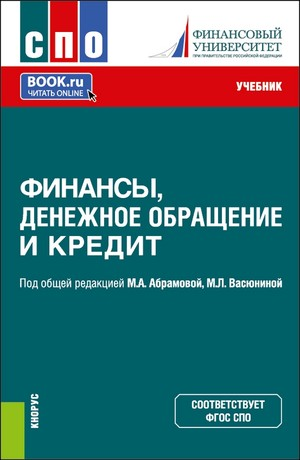 СПО
ФИНАНСОВЫЙ
УНИВЕРСИТЕТ
ПРИ ПРАВИТЕЛЬСТВЕ РОССИЙСКОЙ ФЕДЕРАЦИИ
BOOK.ru
ЧИТАТЬ ONLINE
УЧЕБНИК
ФИНАНСЫ,
ДЕНЕЖНОЕ ОБРАЩЕНИЕ
И КРЕДИТ
Под общей редакцией М.А. Абрамовой, М.Л. Васюниной
КНОРУС
СООТВЕТСТВУЕТ
ФГОС СПО